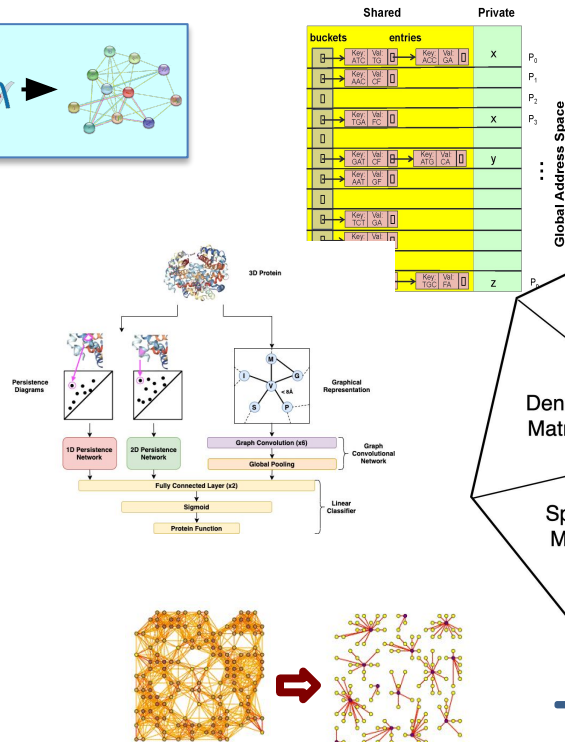 Shared Private
buckets entries
Key: ATC Val: TG Key: ACC Val: GA x P0
Key: AAC Val: CF P1
P2
Key: TGA Val: FC x P3
Key: GAT Val: CF Key: ATG Val: CA y
Key: AAT Val: GF
Key: TCT Val: GA
Key: Val:
Key: TGC Val: FA z
Global Address Space
3D Protein
Persistence
Diagrams
M
I G
V
< 8Å
S P
Graphical
Representation
1D Persistence
Network
2D Persistence
Network
Graph Convolution (x6)
Global Pooling
Graph
Convolutional
Network
Fully Connected Layer (x2)
Sigmoid
Protein Function
Linear
Classifier
Den
Matr
Sp
M